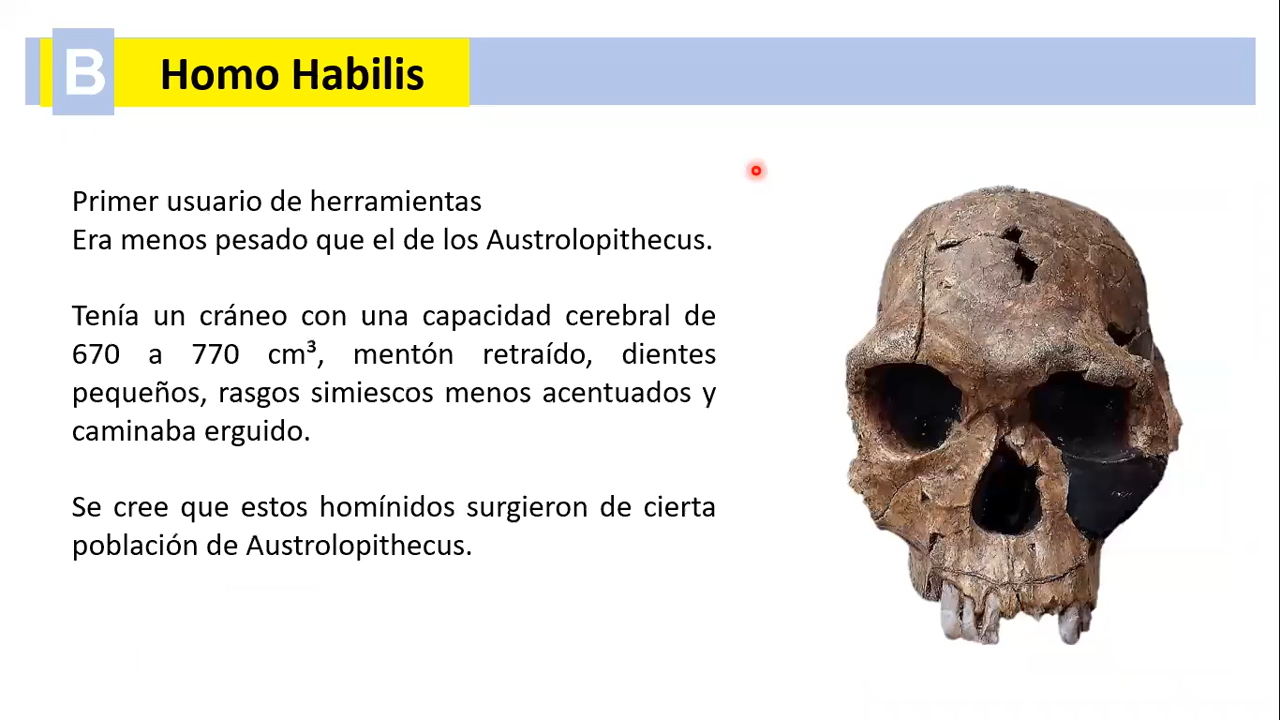 B
Homo Habilis
Primer usuario de herramientas
Era menos pesado que el de los Austrolopithecus.
Tenía un cráneo con una capacidad cerebral de
670 a 770 cm³, mentón retraído, dientes
pequeños, rasgos simiescos menos acentuados y
caminaba erguido.
Se cree que estos homínidos surgieron de cierta
población de Austrolopithecus.